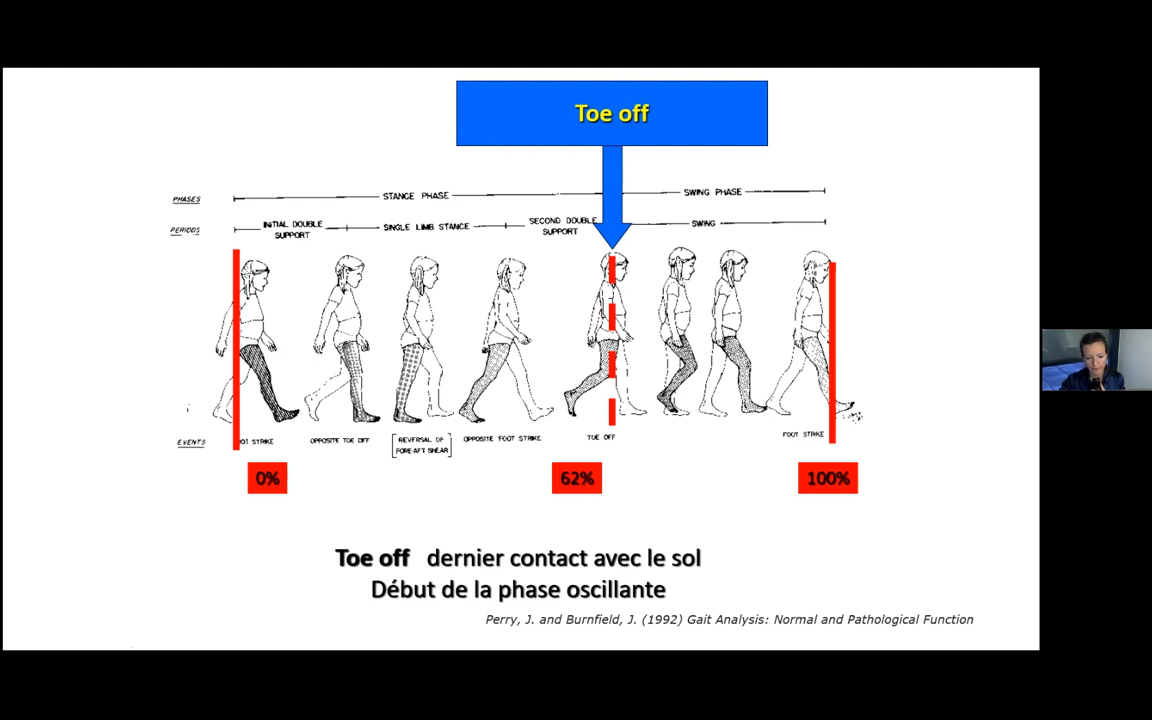 Toe off
PHASES
STANCE PHASE
SWING PHASE
PERIODS
INITIAL DOUBLE
SUPPORT
SINGLE LIMB STANCE
SECOND DOUBLE
SUPPORT
SWING
EVENTS
OOT STRIKE
OPPOSITE TOE OFF
[REVERSAL OF
FORE-AFT SHEAR]
OPPOSITE FOOT STRIKE
TOE OFF
FOOT STRIKE
0%
62%
100%
Toe off dernier contact avec le sol
Début de la phase oscillante
Perry, J. and Burnfield, J. (1992) Gait Analysis: Normal and Pathological Function